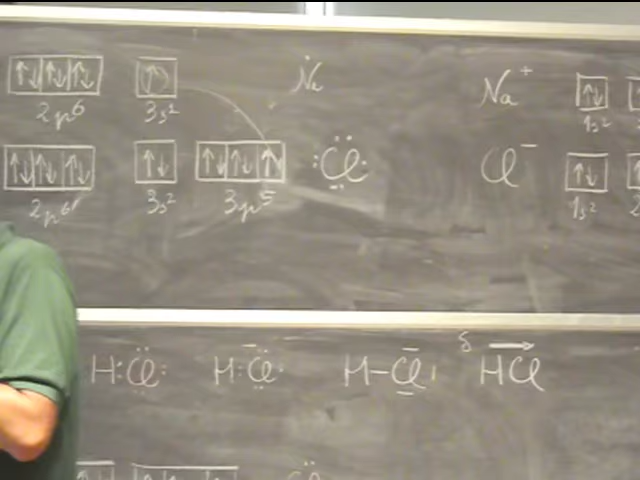 ↑↓ ↑↓ ↑↓ ↑ Na Na⁺ ↑↓
2p⁶ 3s² 1s²
↑↓ ↑↓ ↑↓ ↑↓ ↑↓ ↑↓ ↑ :Cl: Cl⁻ ↑↓
2p⁶ 3s² 3p⁵ 1s²
H:Cl: H:Cl: H–Cl| δ HCl